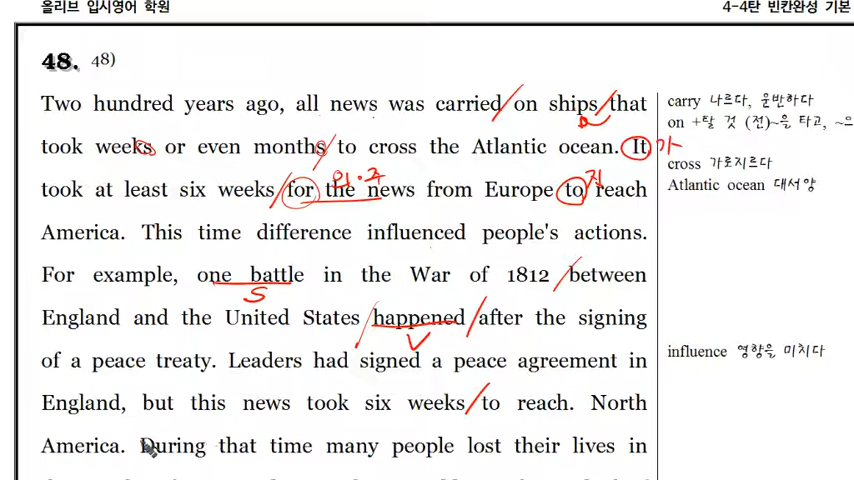 올리브 입시영어 학원
4-4탄 빈칸완성 기본
48. 48)
Two hundred years ago, all news was carried on ships that
took weeks or even months to cross the Atlantic ocean. It 가
took at least six weeks for the news from Europe to reach
의·주 진
America. This time difference influenced people's actions.
For example, one battle in the War of 1812 between
S
England and the United States happened after the signing
V
of a peace treaty. Leaders had signed a peace agreement in
England, but this news took six weeks to reach. North
America. During that time many people lost their lives in
carry 나르다, 운반하다
on +탈 것 (전)~을 타고, ~으
cross 가로지르다
Atlantic ocean 대서양
influence 영향을 미치다